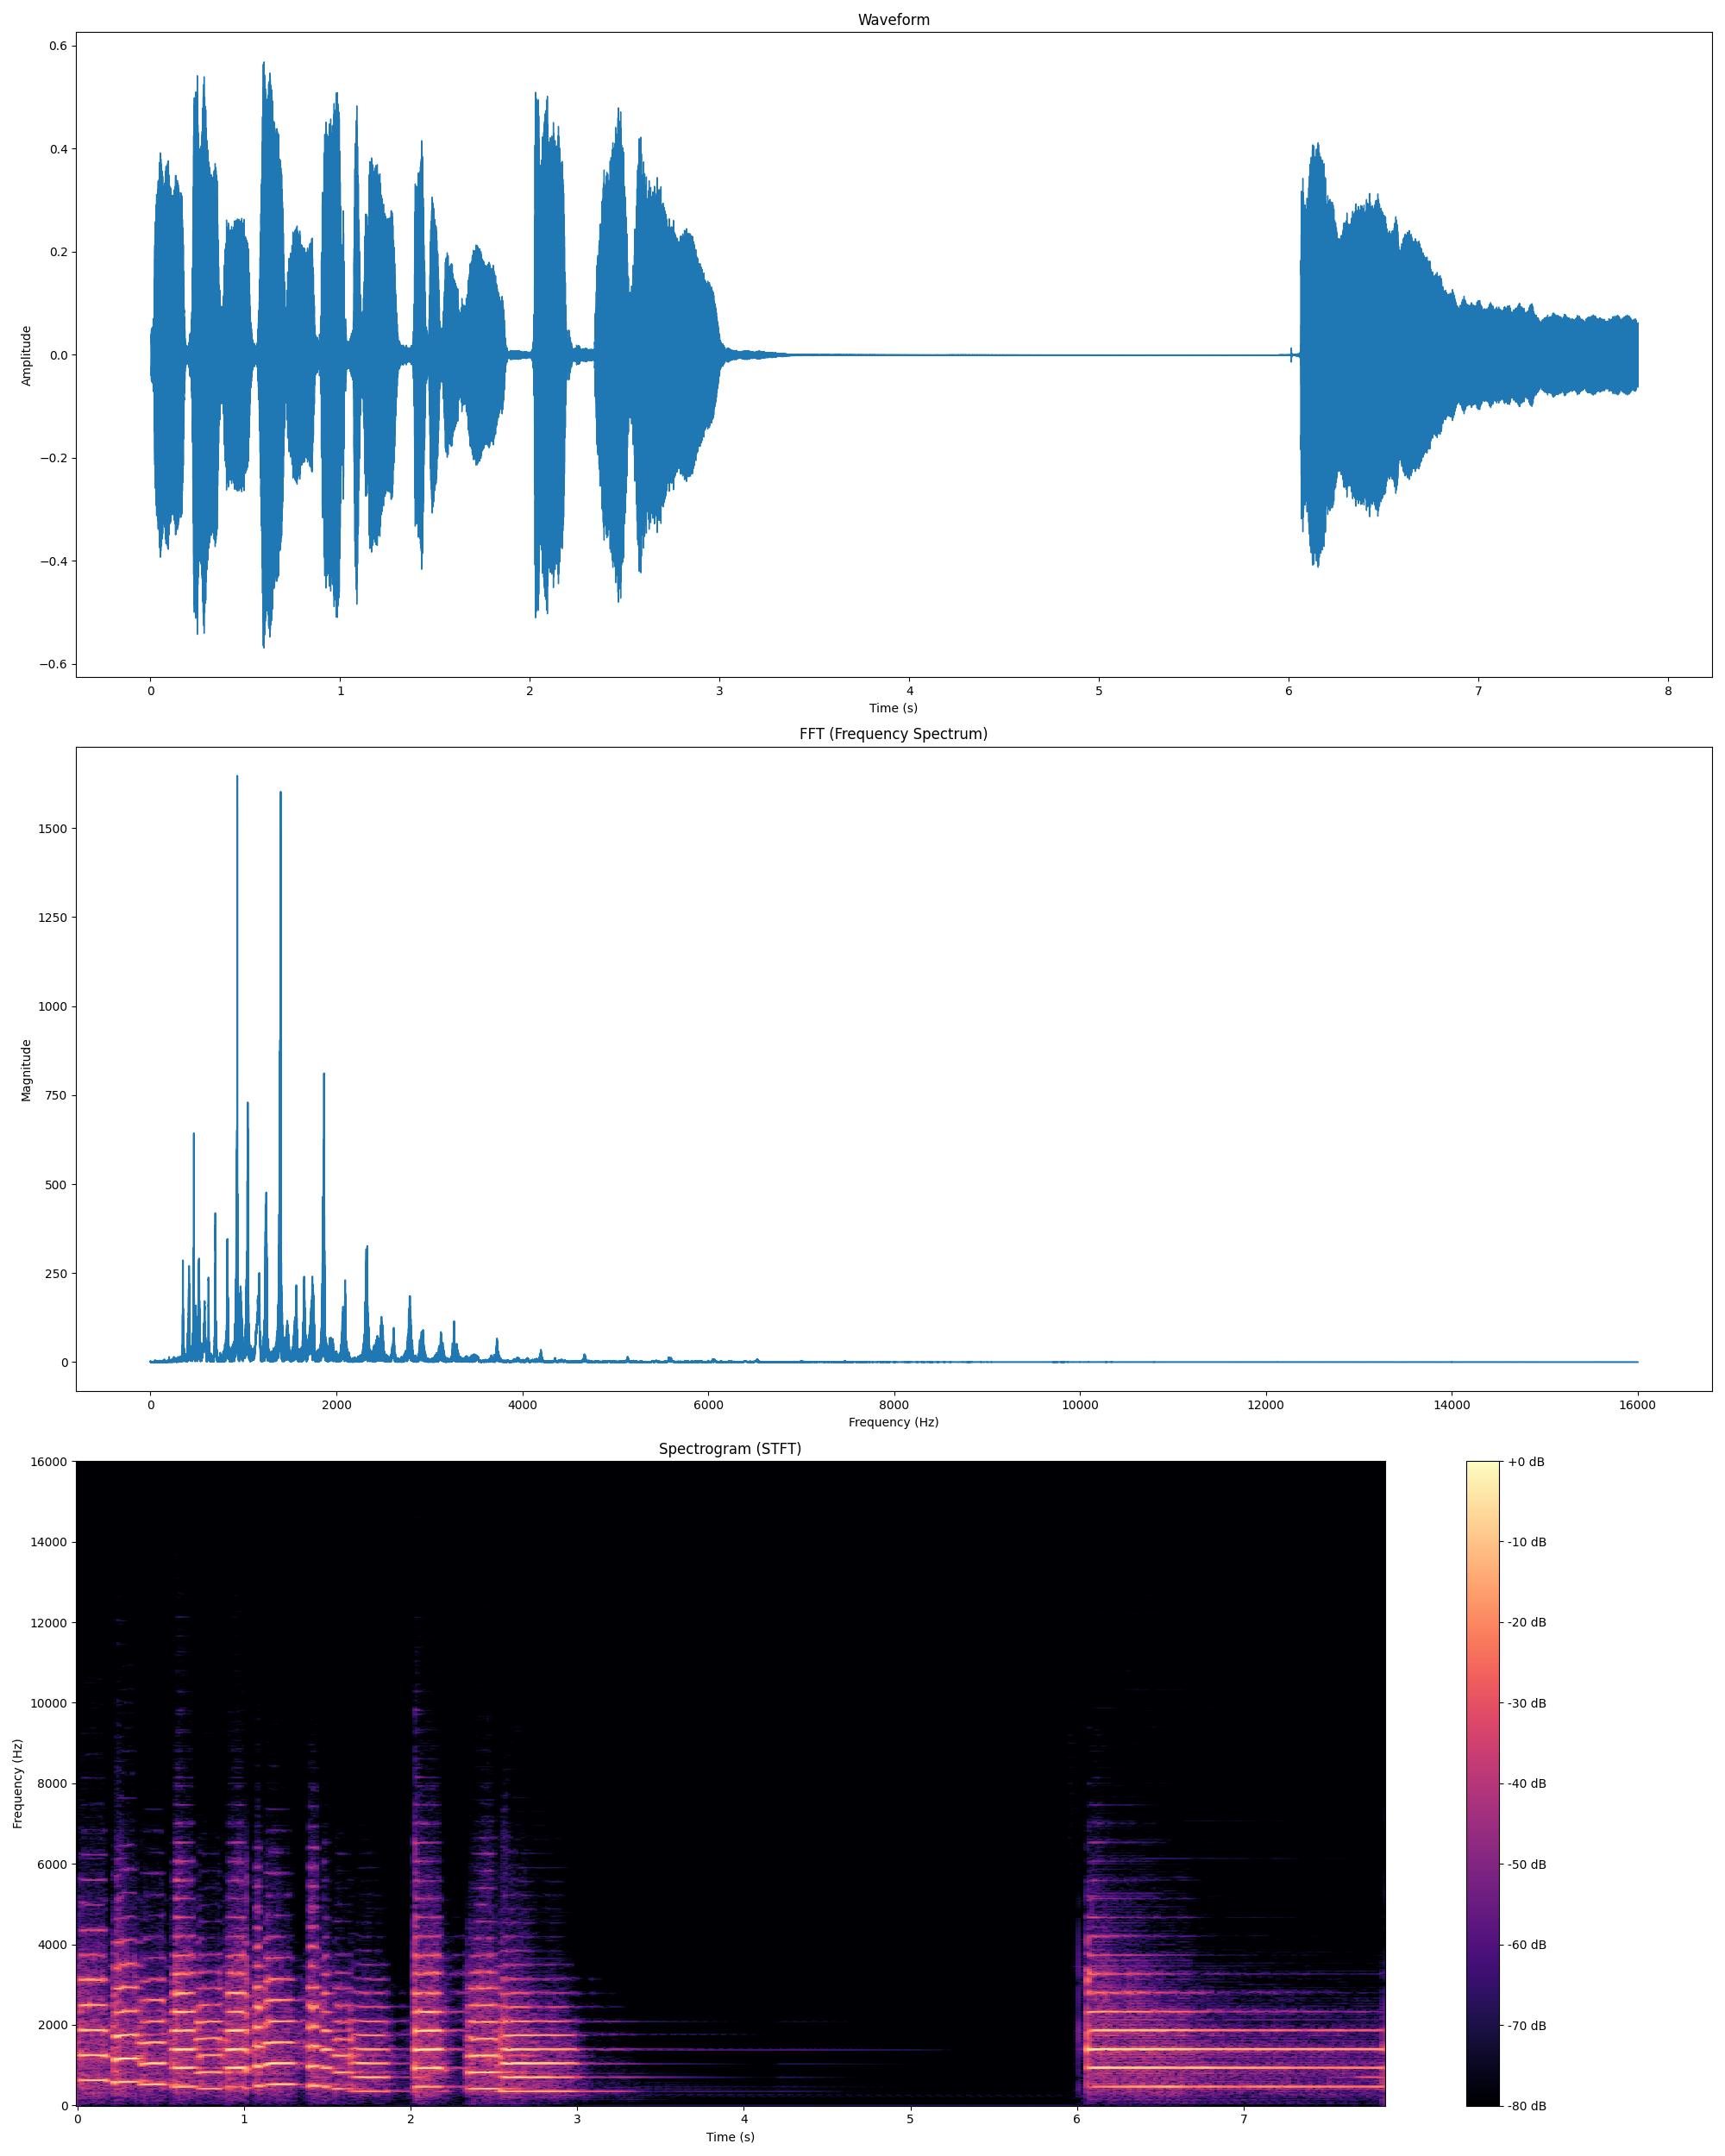 Waveform
0.6
0.4
0.2
0.0
−0.2
−0.4
−0.6
Amplitude
0 1 2 3 4 5 6 7 8
Time (s)
FFT (Frequency Spectrum)
1500
1250
1000
750
500
250
0
Magnitude
0 2000 4000 6000 8000 10000 12000 14000 16000
Frequency (Hz)
Spectrogram (STFT)
16000
14000
12000
10000
8000
6000
4000
2000
0
Frequency (Hz)
0 1 2 3 4 5 6 7
Time (s)
+0 dB
-10 dB
-20 dB
-30 dB
-40 dB
-50 dB
-60 dB
-70 dB
-80 dB